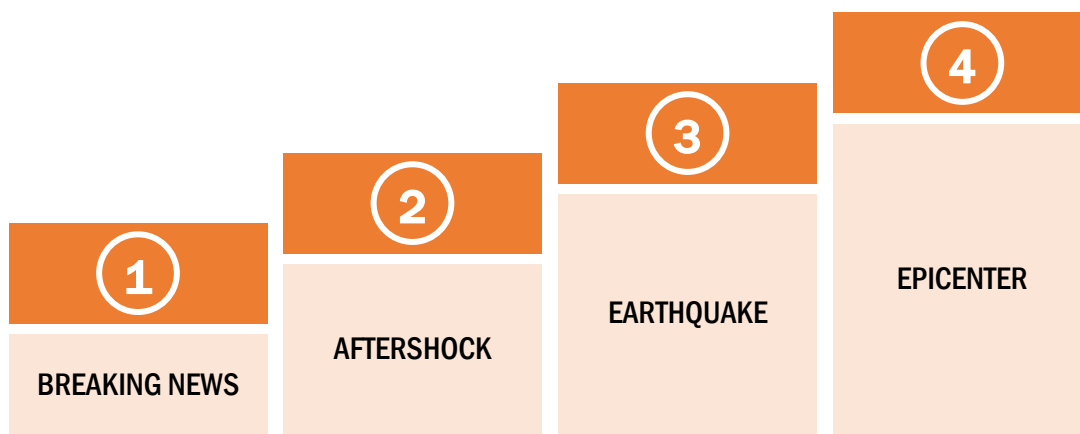 1
BREAKING NEWS
2
AFTERSHOCK
3
EARTHQUAKE
4
EPICENTER